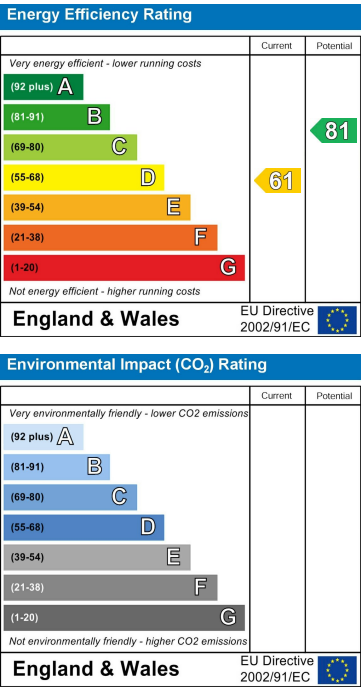 Energy Efficiency Rating
Current Potential
Very energy efficient - lower running costs
(92 plus) A
(81-91) B
81
(69-80) C
(55-68) D
61
(39-54) E
(21-38) F
(1-20) G
Not energy efficient - higher running costs
England & Wales
EU Directive
2002/91/EC
Environmental Impact (CO2) Rating
Current Potential
Very environmentally friendly - lower CO2 emissions
(92 plus) A
(81-91) B
(69-80) C
(55-68) D
(39-54) E
(21-38) F
(1-20) G
Not environmentally friendly - higher CO2 emissions
England & Wales
EU Directive
2002/91/EC